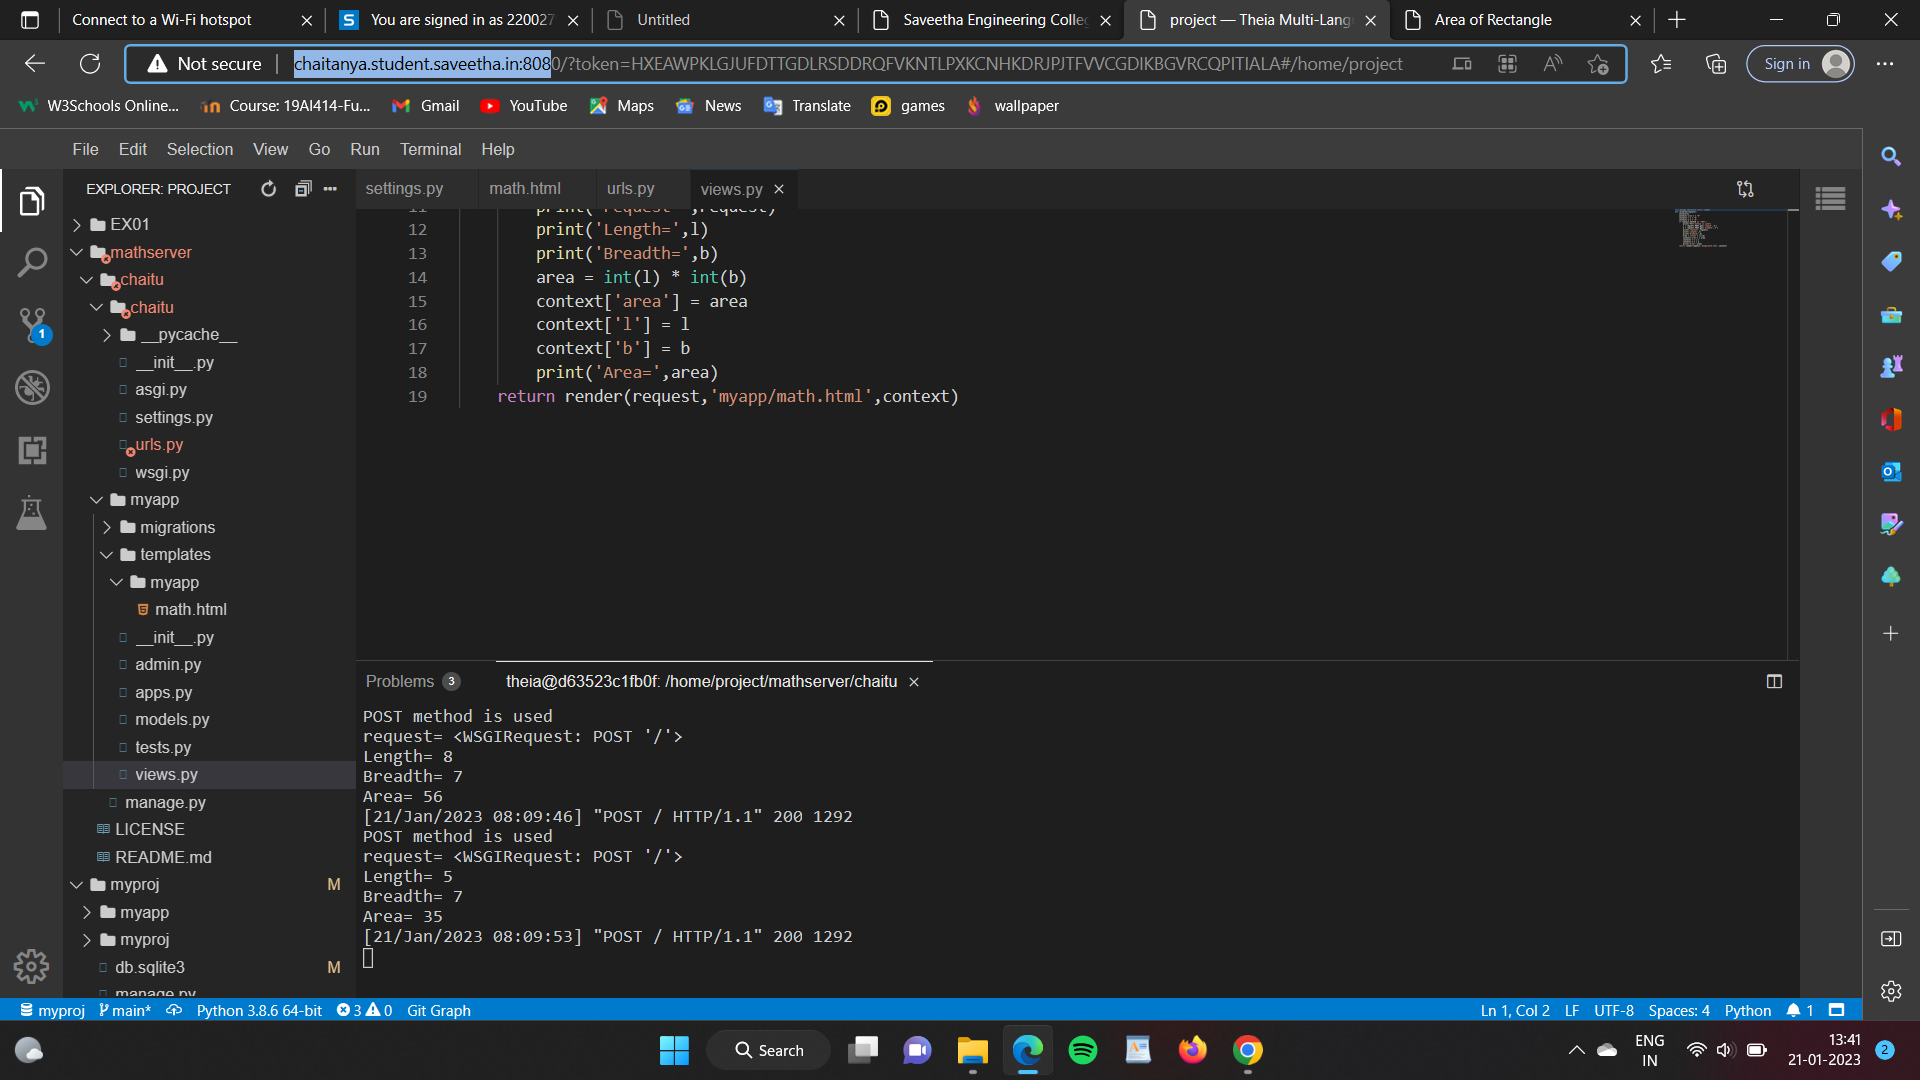 Connect to a Wi-Fi hotspot
You are signed in as 220027
Untitled
Saveetha Engineering Colleg
project — Theia Multi-Lang
Area of Rectangle
Not secure
chaitanya.student.saveetha.in:8080/?token=HXEAWPKLGJUFDTTGDLRSDDRQFVKNTLPXKCNHKDRJPJTFVVCGDIKBGVRCQPITIALA#/home/project
Sign in
W3Schools Online...
Course: 19AI414-Fu...
Gmail
YouTube
Maps
News
Translate
games
wallpaper
File Edit Selection View Go Run Terminal Help
EXPLORER: PROJECT
settings.py
math.html
urls.py
views.py
EX01
mathserver
chaitu
chaitu
__pycache__
__init__.py
asgi.py
settings.py
urls.py
wsgi.py
myapp
migrations
templates
myapp
math.html
__init__.py
admin.py
apps.py
models.py
tests.py
views.py
manage.py
LICENSE
README.md
myproj M
myapp
myproj
db.sqlite3 M
manage.py
1
11 print('request=',request)
12 print('Length=',l)
13 print('Breadth=',b)
14 area = int(l) * int(b)
15 context['area'] = area
16 context['l'] = l
17 context['b'] = b
18 print('Area=',area)
19 return render(request,'myapp/math.html',context)
Problems 3
theia@d63523c1fb0f: /home/project/mathserver/chaitu
POST method is used
request= <WSGIRequest: POST '/'>
Length= 8
Breadth= 7
Area= 56
[21/Jan/2023 08:09:46] "POST / HTTP/1.1" 200 1292
POST method is used
request= <WSGIRequest: POST '/'>
Length= 5
Breadth= 7
Area= 35
[21/Jan/2023 08:09:53] "POST / HTTP/1.1" 200 1292
myproj main* Python 3.8.6 64-bit 3 0 Git Graph
Ln 1, Col 2 LF UTF-8 Spaces: 4 Python 1
Search
ENG
IN
13:41
21-01-2023
2